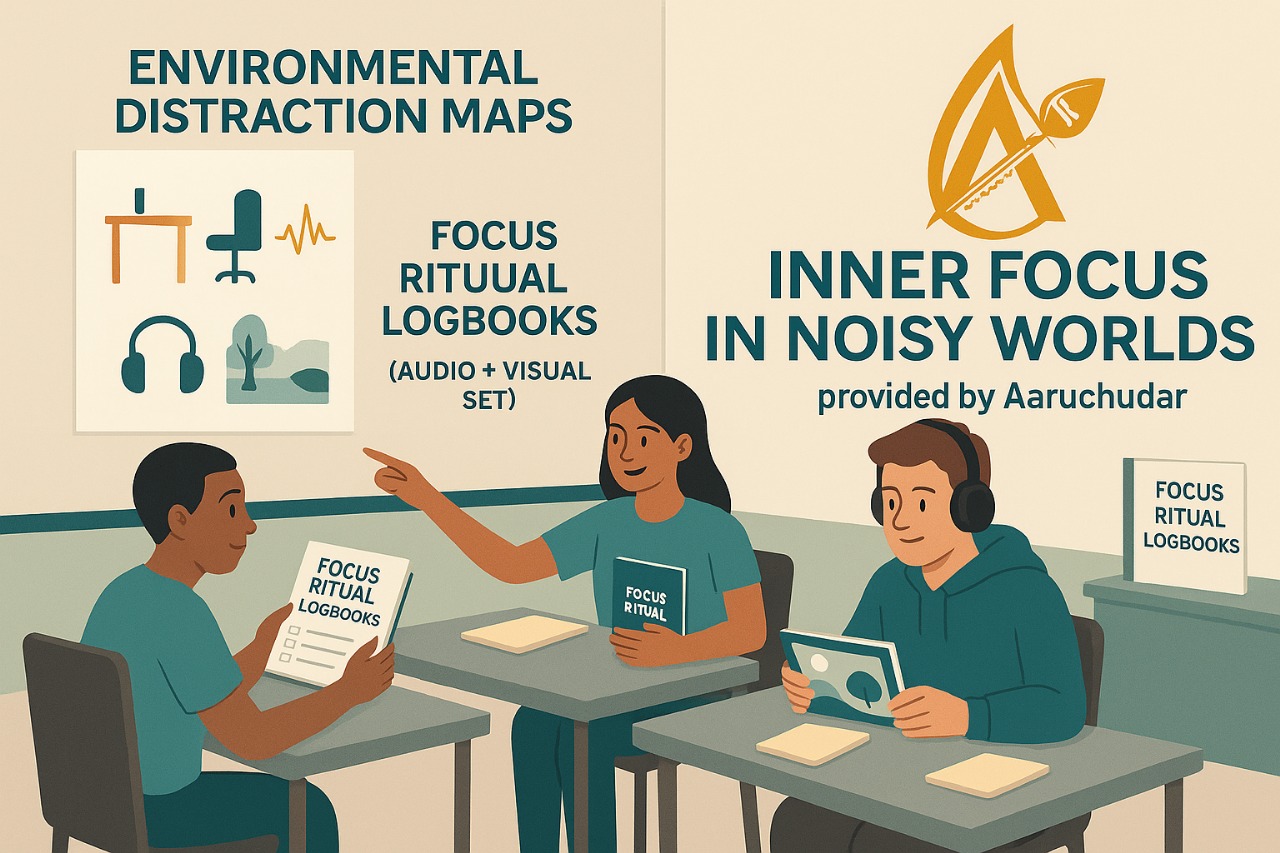 ENVIRONMENTAL
DISTRACTION MAPS
FOCUS
RITUUAL
LOGBOOKS
(AUDIO + VISUAL
SET)
INNER FOCUS
IN NOISY WORLDS
provided by Aaruchudar
FOCUS
RITUAL
LOGBOOKS
FOCUS
RITUAL
FOCUS
RITUAL
LOGBOOKS